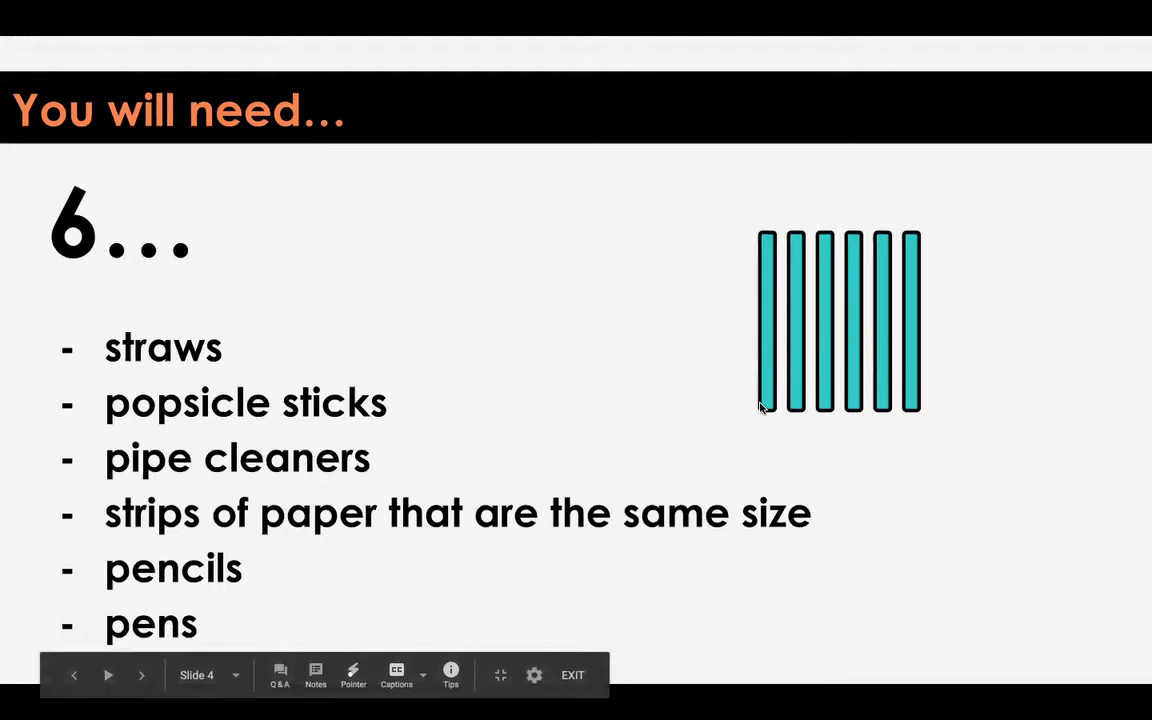 You will need...
6...
- straws
- popsicle sticks
- pipe cleaners
- strips of paper that are the same size
- pencils
- pens
Slide 4
Q & A Notes Pointer CC Captions Tips EXIT